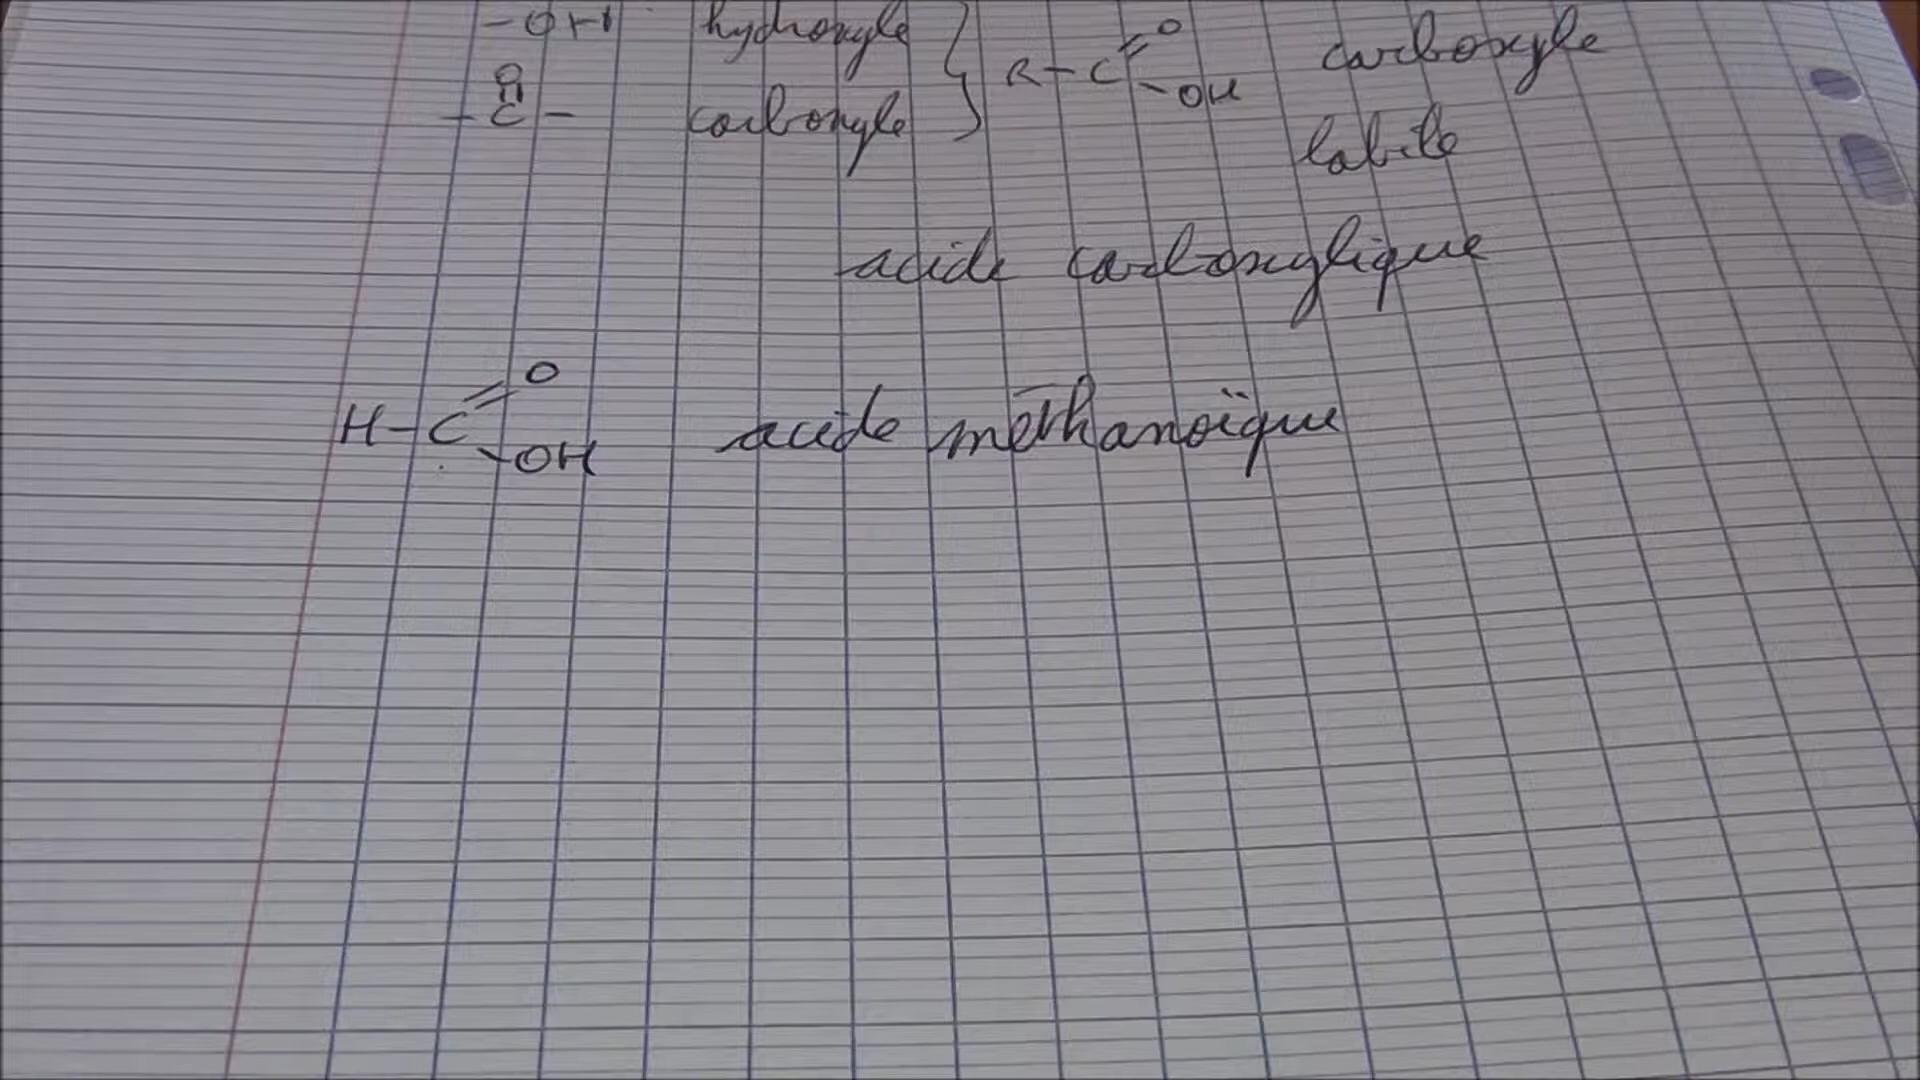 -OH hydroxyle
O
-C- carbonyle } R-C=O -OH carboxyle
labile
acide carboxylique
H-C=O -OH acide méthanoïque